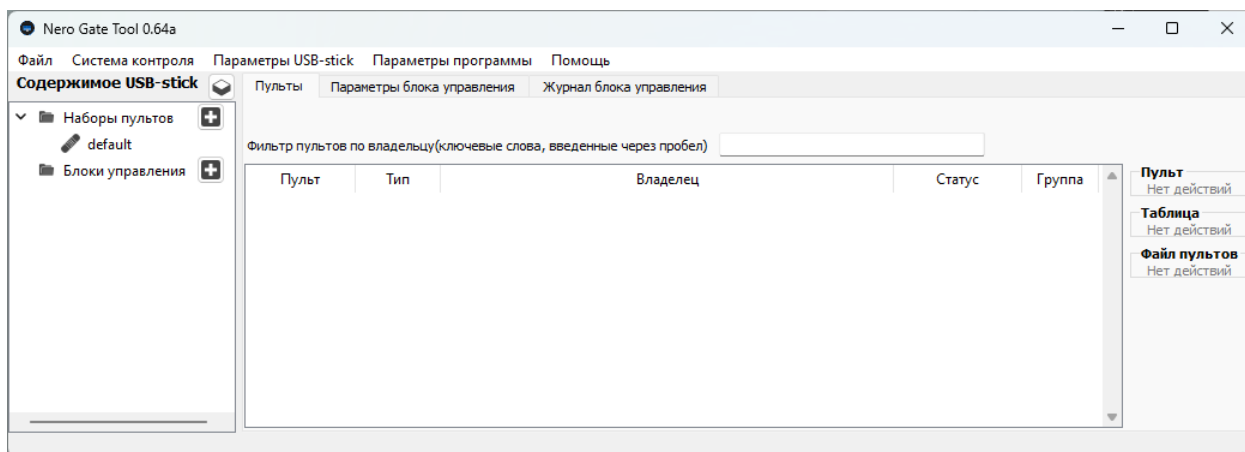 Nero Gate Tool 0.64a
Файл Система контроля Параметры USB-stick Параметры программы Помощь
Содержимое USB-stick
Наборы пультов
default
Блоки управления
Пульты Параметры блока управления Журнал блока управления
Фильтр пультов по владельцу(ключевые слова, введенные через пробел)
Пульт Тип Владелец Статус Группа
Пульт
Нет действий
Таблица
Нет действий
Файл пультов
Нет действий